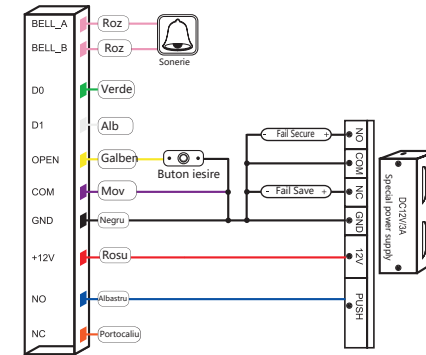 BELL_A Roz
BELL_B Roz
Sonerie
D0 Verde
D1 Alb
OPEN Galben
Buton iesire
COM Mov
GND Negru
+12V Rosu
NO Albastru
NC Portocaliu
- Fail Secure +
- Fail Save +
NO
COM
NC
GND
12V
PUSH
DC12V/3A
Special power supply